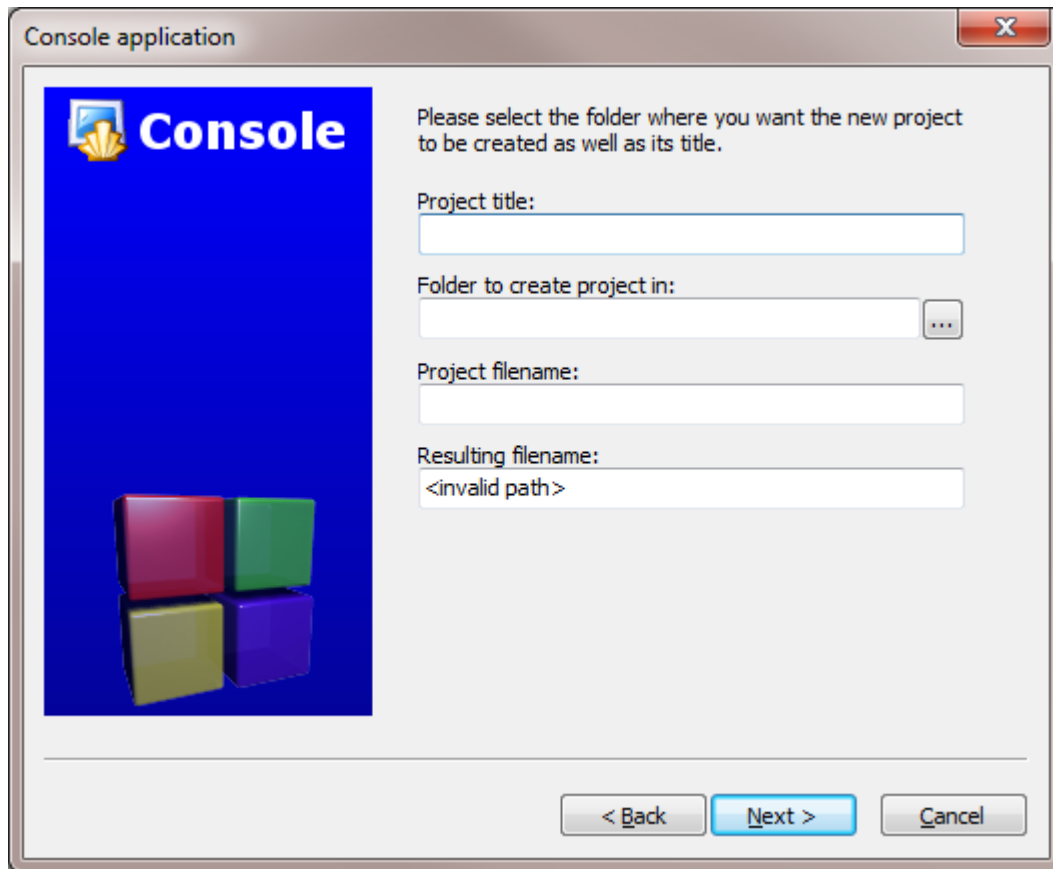 Console application
Console
Please select the folder where you want the new project
to be created as well as its title.
Project title:
Folder to create project in:
...
Project filename:
Resulting filename:
<invalid path>
< Back
Next >
Cancel